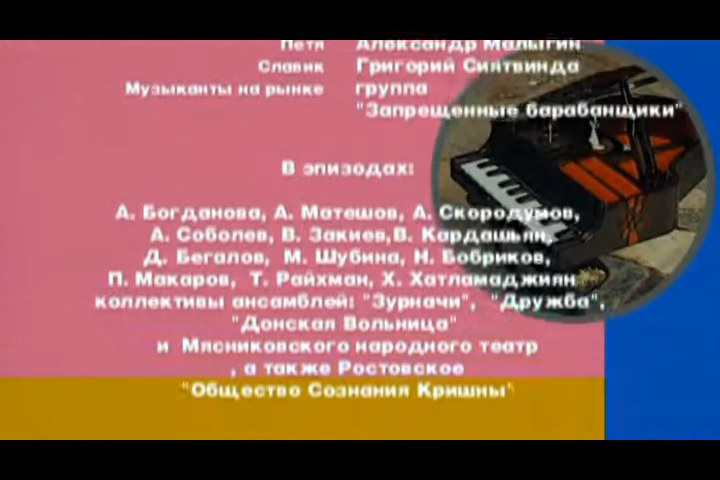 Петя Александр Малыгин
Славик Григорий Сиятвинда
Музыканты на рынке группа
"Запрещенные барабанщики"
В эпизодах:
А. Богданова, А. Матешов, А. Скородумов,
А. Соболев, В. Закиев,В. Кардашьян,
Д. Бегалов, М. Шубина, Н. Бобриков,
П. Макаров, Т. Райхман, Х. Хатламаджиян
коллективы ансамблей: "Зурначи", "Дружба",
"Донская Вольница"
и Мясниковского народного театр
, а также Ростовское
"Общество Сознания Кришны"